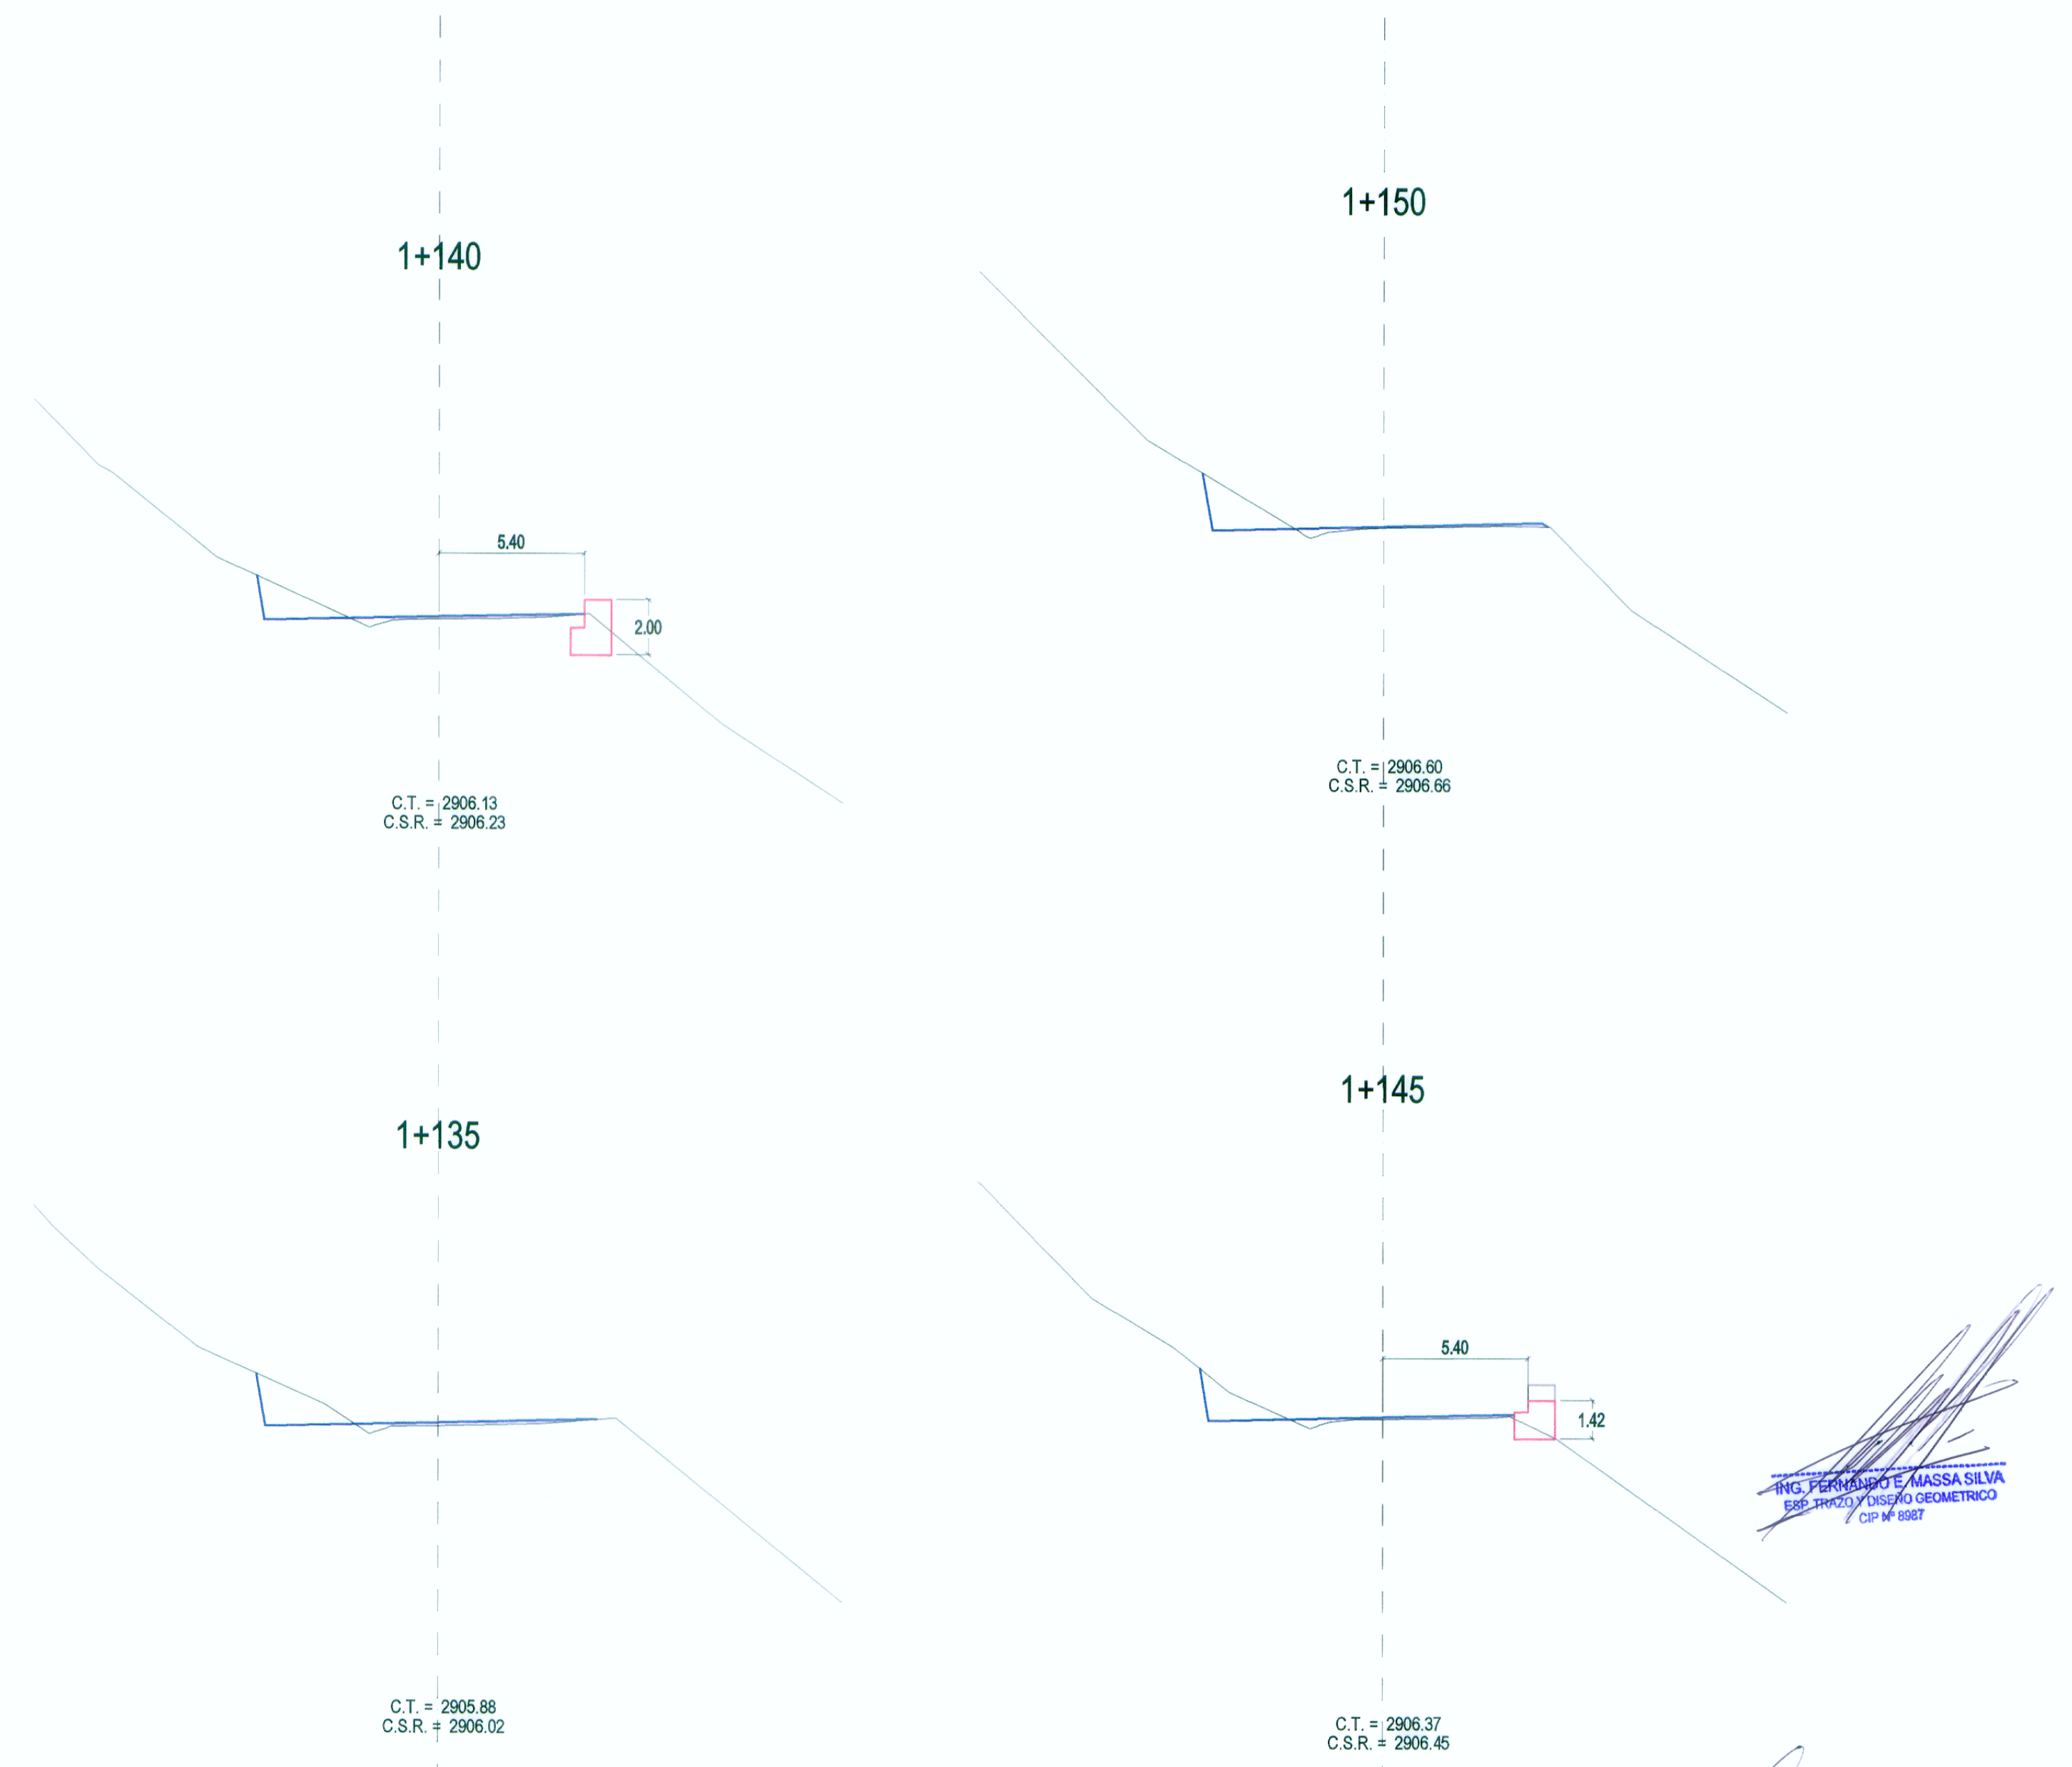 1+140
5.40
2.00
C.T. = 2906.13
C.S.R. = 2906.23
1+150
C.T. = 2906.60
C.S.R. = 2906.66
1+135
C.T. = 2905.88
C.S.R. = 2906.02
1+145
5.40
1.42
C.T. = 2906.37
C.S.R. = 2906.45
ING. FERNANDO E. MASSA SILVA
ESP. TRAZO Y DISEÑO GEOMETRICO
CIP Nº 8987